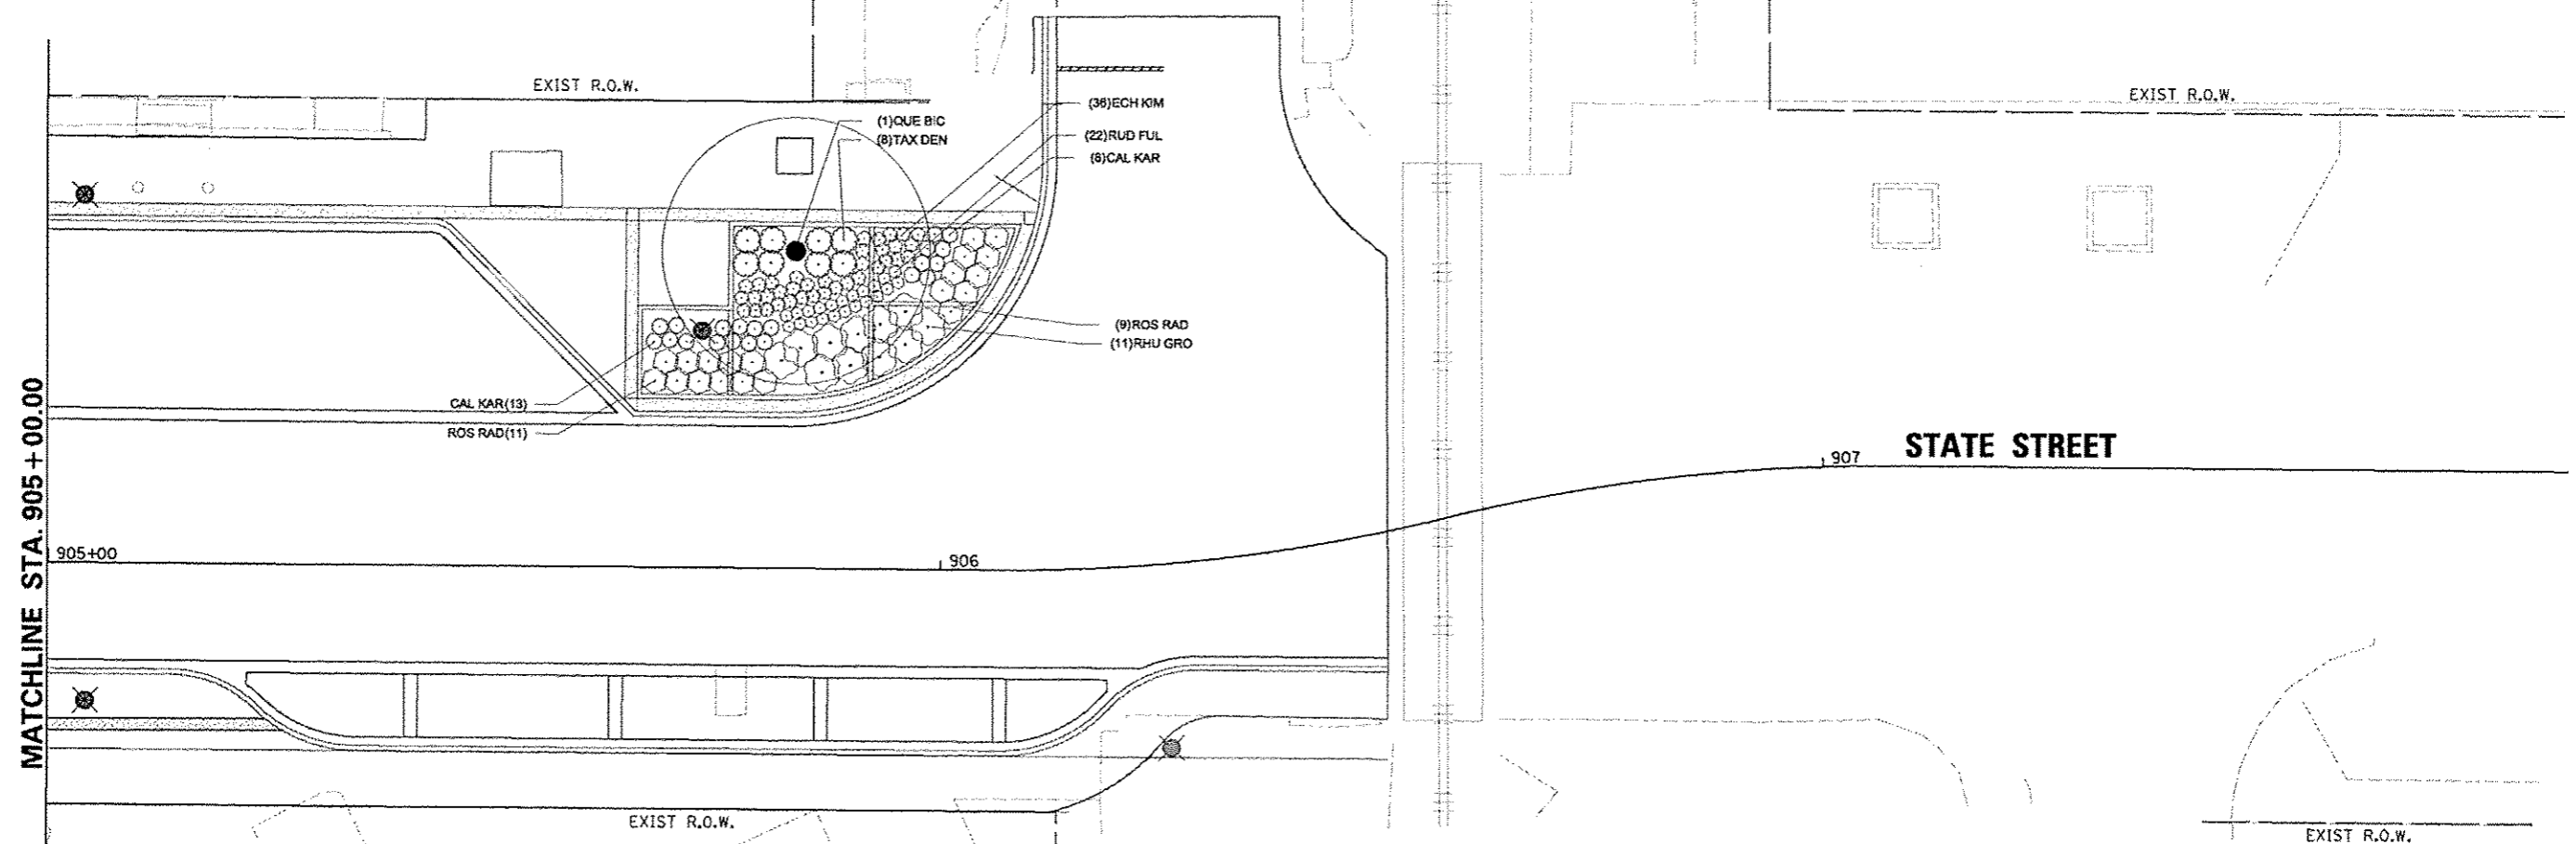 EXIST R.O.W.
EXIST R.O.W.
(36)ECH KIM
(1)QUE BIC
(22)RUD FUL
(8)TAX DEN
(8)CAL KAR
(9)ROS RAD
(11)RHU GRO
CAL KAR(13)
ROS RAD(11)
STATE STREET
907
905+00
906
MATCHLINE STA. 905+00.00
EXIST R.O.W.
EXIST R.O.W.